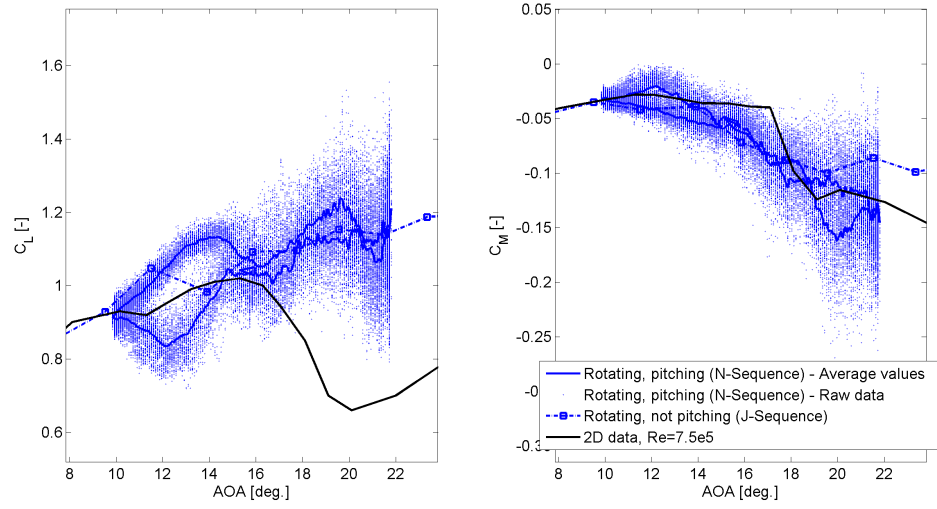 1.6
1.4
1.2
1
0.8
0.6
C_L [-]
8 10 12 14 16 18 20 22
AOA [deg.]
0.05
0
-0.05
-0.1
-0.15
-0.2
-0.25
-0
C_M [-]
Rotating, pitching (N-Sequence) - Average values
Rotating, pitching (N-Sequence) - Raw data
Rotating, not pitching (J-Sequence)
2D data, Re=7.5e5
8 10 12 14 16 18 20 22
AOA [deg.]